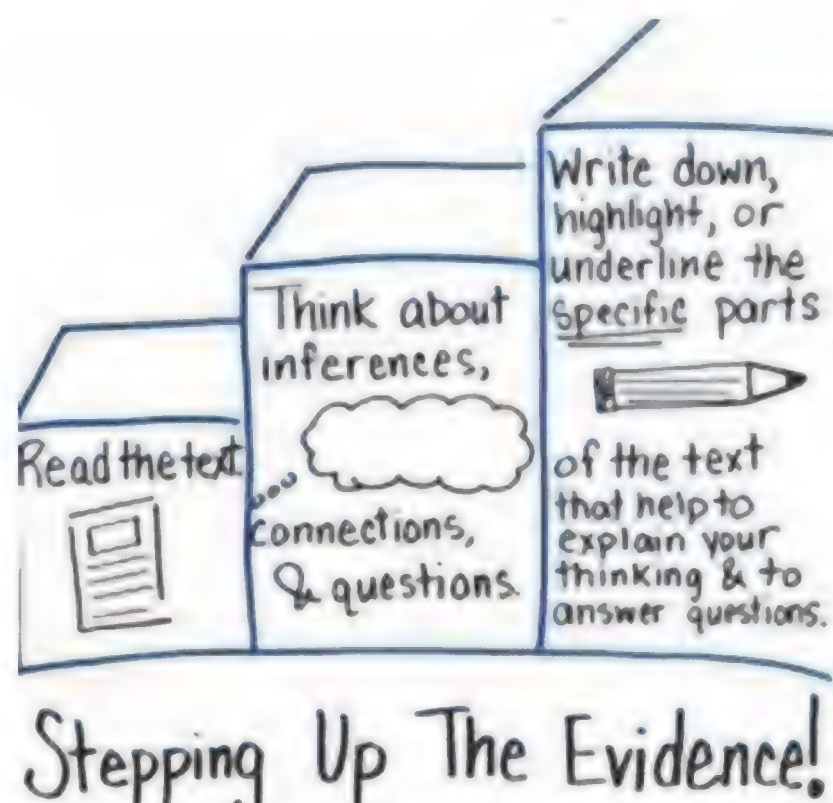 Read the text
Think about
inferences,
connections,
& questions.
Write down,
highlight, or
underline the
specific parts
of the text
that help to
explain your
thinking & to
answer questions.
Stepping Up The Evidence!